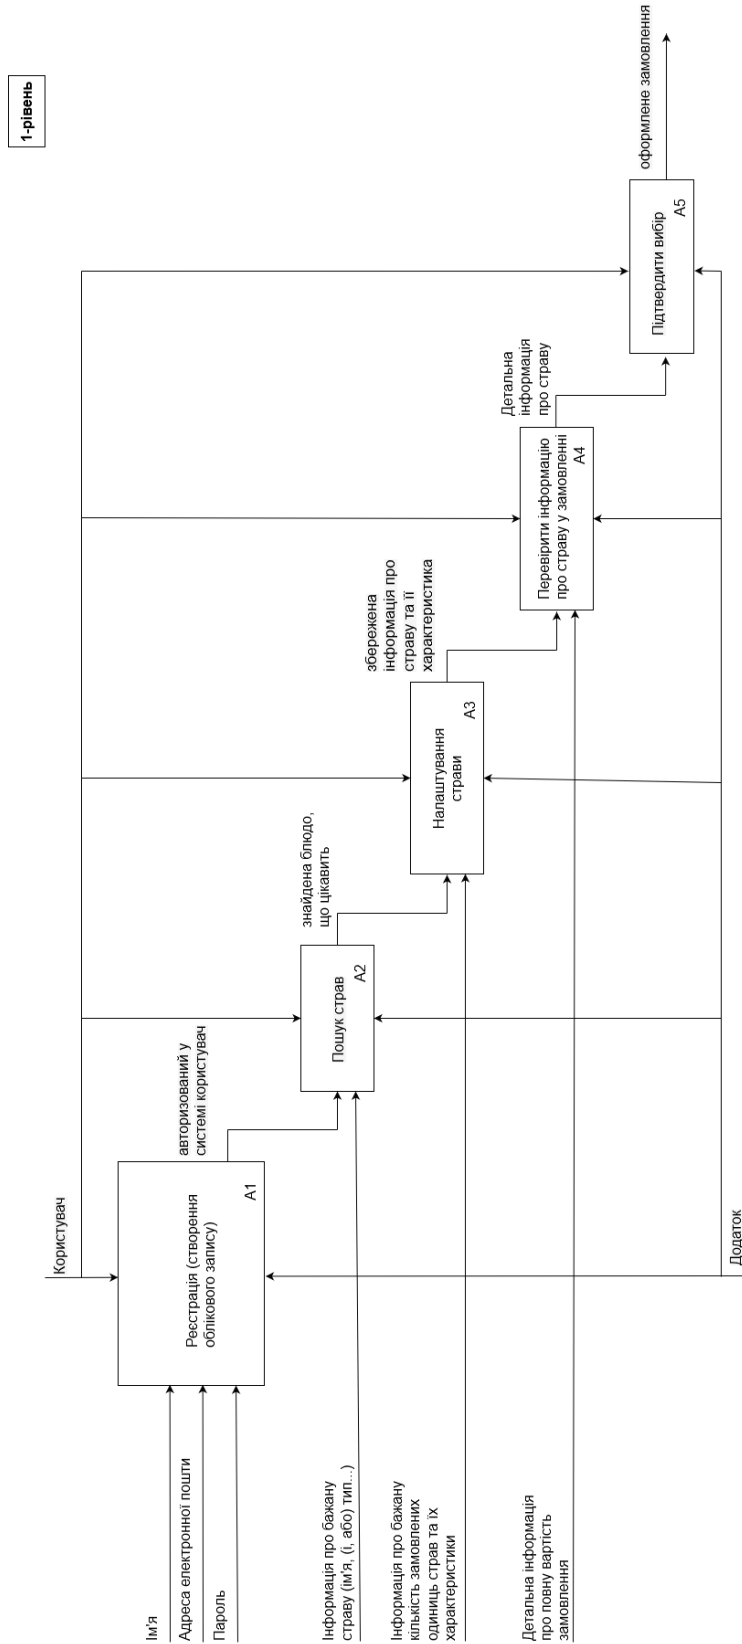 1-рівень
Користувач
Ім'я
Адреса електронної пошти
Пароль
Реєстрація (створення
облікового запису)
A1
авторизований у
системі користувач
Інформація про бажану
страву (ім'я, (і, або) тип...)
Пошук страв
A2
знайдена блюдо,
що цікавить
Інформація про бажану
кількість замовлених
одиниць страв та їх
характеристики
Налаштування
страви
A3
збережена
інформація про
страву та її
характеристика
Детальна інформація
про повну вартість
замовлення
Перевірити інформацію
про страву у замовленні
A4
Детальна
інформація
про страву
Підтвердити вибір
A5
оформлене замовлення
Додаток